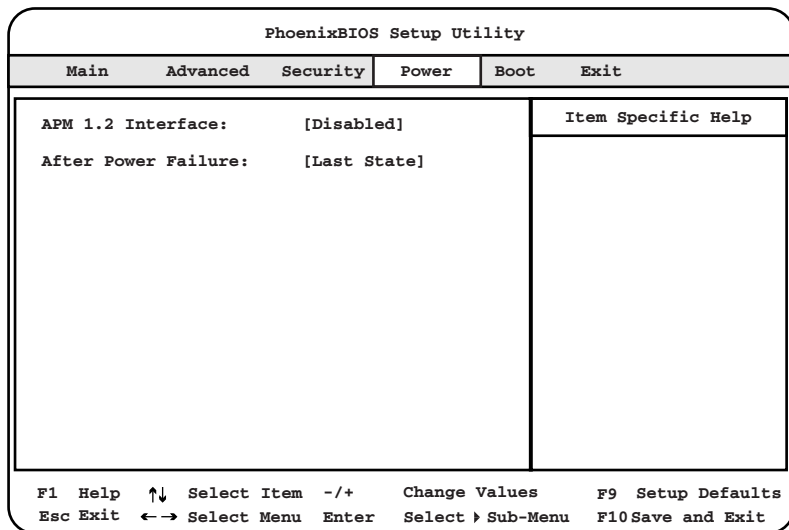 PhoenixBIOS Setup Utility
Main Advanced Security Power Boot Exit
APM 1.2 Interface: [Disabled]
After Power Failure: [Last State]
Item Specific Help
F1 Help ↑↓ Select Item -/+ Change Values F9 Setup Defaults
Esc Exit ←→ Select Menu Enter Select ▸ Sub-Menu F10 Save and Exit